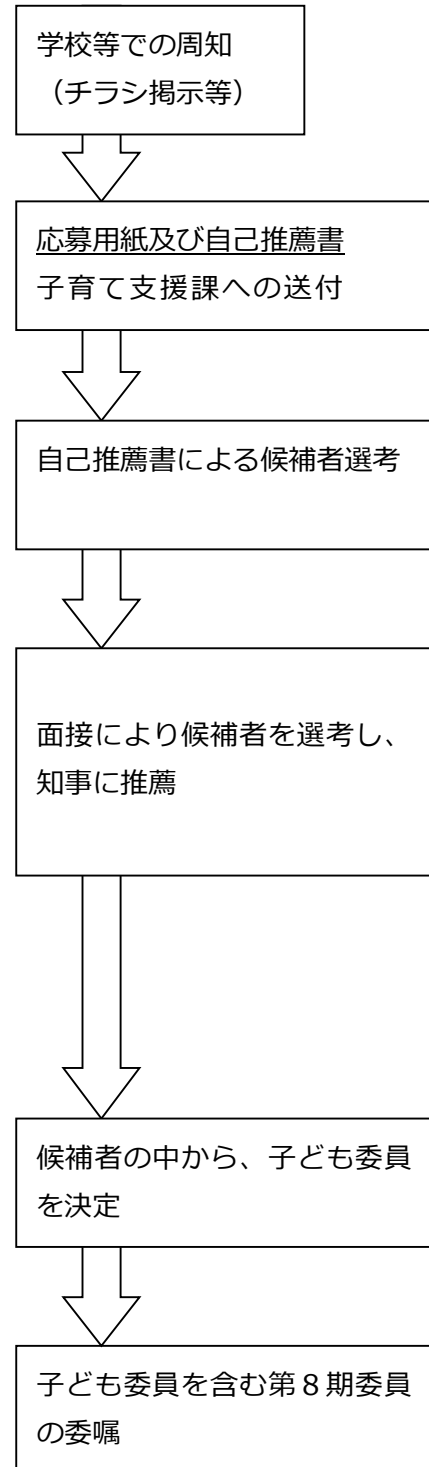 学校等での周知
（チラシ掲示等）
応募用紙及び自己推薦書
子育て支援課への送付
自己推薦書による候補者選考
面接により候補者を選考し、
知事に推薦
候補者の中から、子ども委員
を決定
子ども委員を含む第８期委員
の委嘱